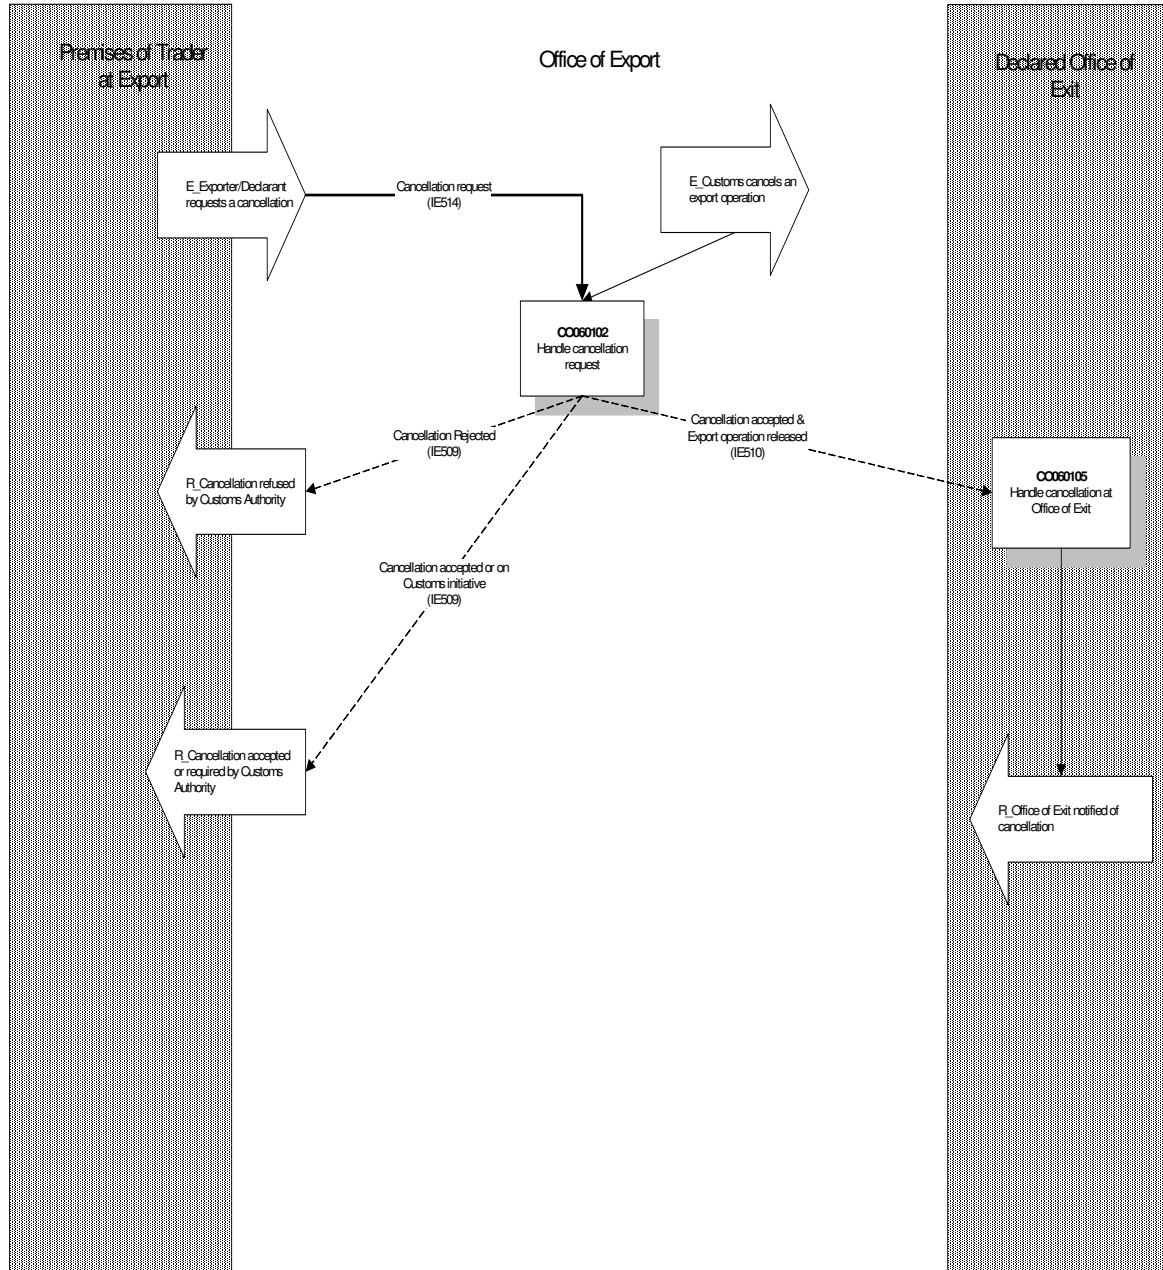 Premises of Trader
at Export
Office of Export
Declared Office of
Exit
E_Exporter/Declarant
requests a cancellation
Cancellation request
(IE514)
E_Customs cancels an
export operation
CO060102
Handle cancellation
request
Cancellation Rejected
(IE509)
Cancellation accepted &
Export operation released
(IE510)
R_Cancellation refused
by Customs Authority
CO060105
Handle cancellation at
Office of Exit
Cancellation accepted or on
Customs initiative
(IE509)
R_Cancellation accepted
or required by Customs
Authority
R_Office of Exit notified of
cancellation